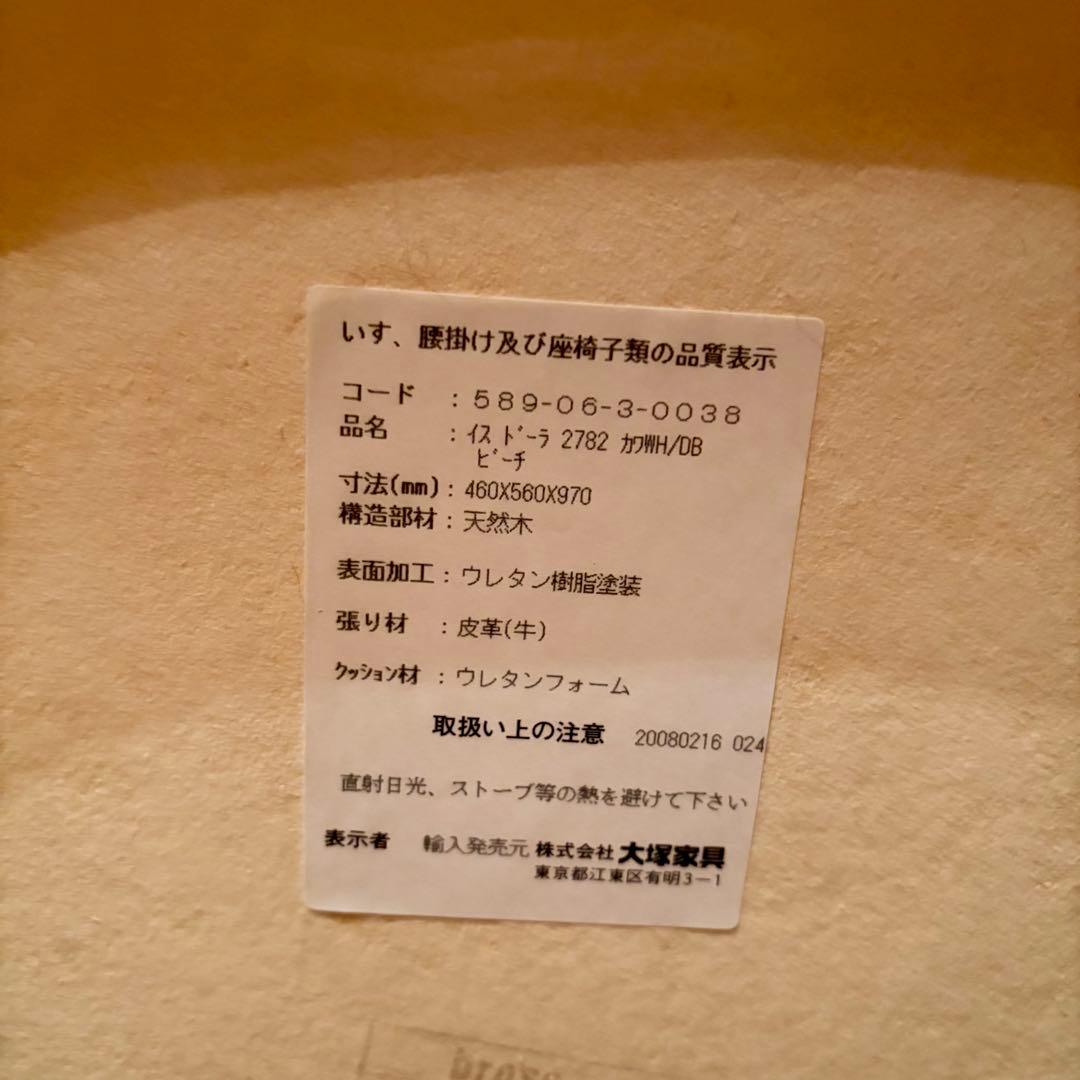 いす、腰掛け及び座椅子類の品質表示
コード : 589-06-3-0038
品名 : ｲｽ ﾄﾞｰﾗ 2782 ｶﾜWH/DB
ﾋﾞｰﾁ
寸法(mm) : 460X560X970
構造部材 : 天然木
表面加工 : ウレタン樹脂塗装
張り材 : 皮革(牛)
ｸｯｼｮﾝ材 : ウレタンフォーム
取扱い上の注意 20080216 024
直射日光、ストーブ等の熱を避けて下さい
表示者 輸入発売元 株式会社 大塚家具
東京都江東区有明3－1